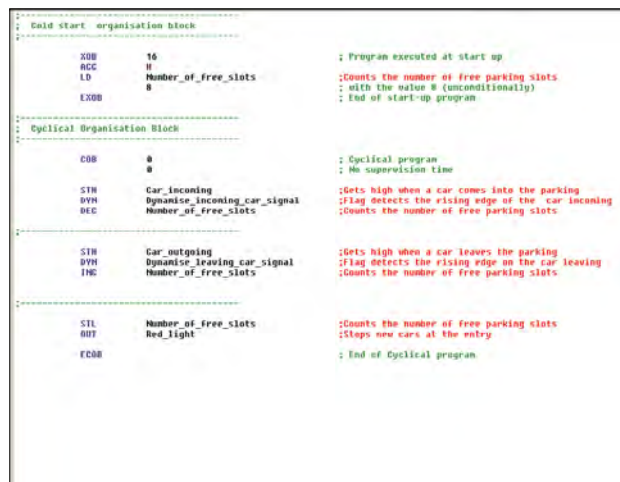 ;----------------------------------------
; Cold start  organisation block
;----------------------------------------
XOB 16 ; Program executed at start up
ACC H
LD Number_of_free_slots ;Counts the number of free parking slots
8 ; with the value 8 (unconditionally)
EXOB ; End of start-up program
;----------------------------------------
; Cyclical Organisation Block
;----------------------------------------
COB 0 ; Cyclical program
0 ; No supervision time
STH Car_incoming ;Gets high when a car comes into the parking
DYN Dynamise_incoming_car_signal ;Flag detects the rising edge of the car incoming
DEC Number_of_free_slots ;Counts the number of free parking slots
;----------------------------------------
STH Car_outgoing ;Gets high when a car leaves the parking
DYN Dynamise_leaving_car_signal ;Flag detects the rising edge on the car leaving
INC Number_of_free_slots ;Counts the number of free parking slots
;----------------------------------------
STL Number_of_free_slots ;Counts the number of free parking slots
OUT Red_light ;Stops new cars at the entry
ECOB ; End of Cyclical program